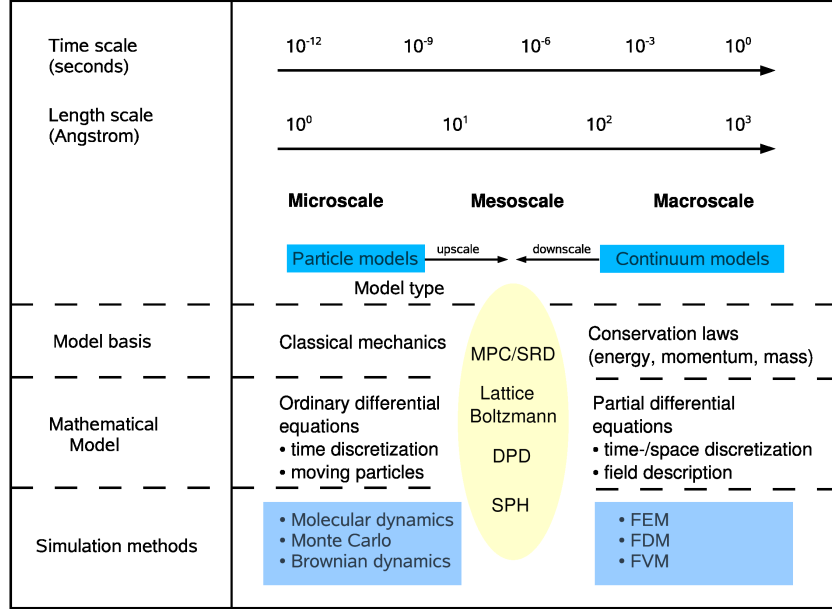 Time scale
(seconds)
10⁻¹² 10⁻⁹ 10⁻⁶ 10⁻³ 10⁰
Length scale
(Angstrom)
10⁰ 10¹ 10² 10³
Microscale Mesoscale Macroscale
Particle models upscale downscale Continuum models
Model type
Model basis
Classical mechanics
MPC/SRD
Conservation laws
(energy, momentum, mass)
Mathematical
Model
Ordinary differential
equations
• time discretization
• moving particles
Lattice
Boltzmann
DPD
SPH
Partial differential
equations
• time-/space discretization
• field description
Simulation methods
• Molecular dynamics
• Monte Carlo
• Brownian dynamics
• FEM
• FDM
• FVM